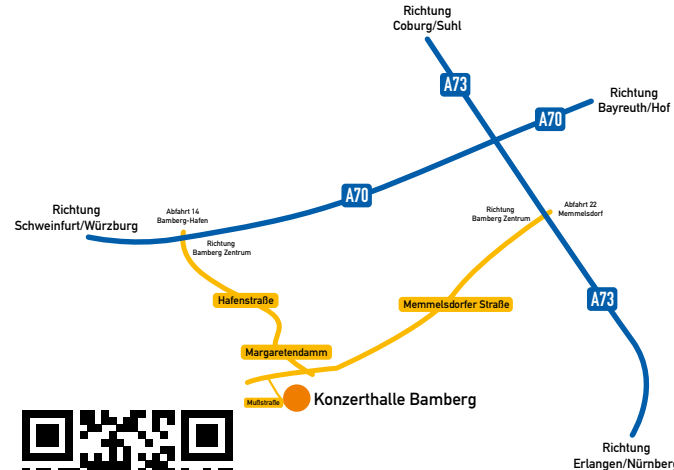 Richtung
Coburg/Suhl
A73
Richtung
Bayreuth/Hof
A70
A70
Richtung
Schweinfurt/Würzburg
Abfahrt 14
Bamberg-Hafen
Richtung
Bamberg Zentrum
Richtung
Bamberg Zentrum
Abfahrt 22
Memmelsdorf
Hafenstraße
Memmelsdorfer Straße
A73
Margaretendamm
Mußstraße
Konzerthalle Bamberg
Richtung
Erlangen/Nürnberg